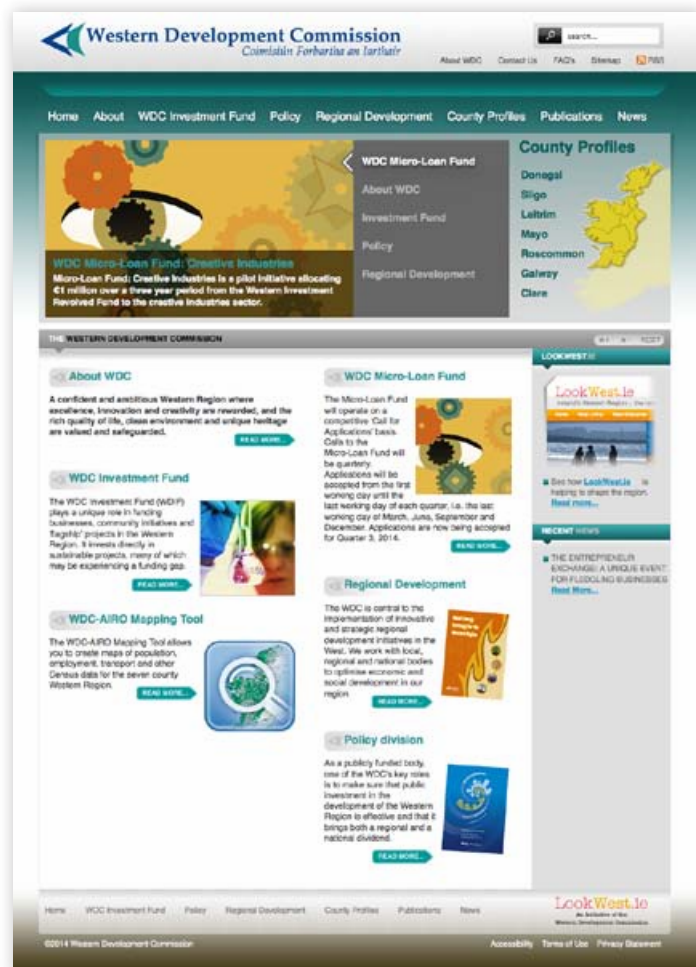 Western Development Commission
Coimisiún Forbartha an Iarthair
search...
About WDC Contact Us FAQ's Sitemap RSS
Home About WDC Investment Fund Policy Regional Development County Profiles Publications News
WDC Micro-Loan Fund
About WDC
Investment Fund
Policy
Regional Development
WDC Micro-Loan Fund: Creative Industries
Micro-Loan Fund: Creative Industries is a pilot initiative allocating
€1 million over a three year period from the Western Investment
Revolved Fund to the creative industries sector.
County Profiles
Donegal
Sligo
Leitrim
Mayo
Roscommon
Galway
Clare
THE WESTERN DEVELOPMENT COMMISSION
A+ A- RESET
About WDC
A confident and ambitious Western Region where
excellence, innovation and creativity are rewarded, and the
rich quality of life, clean environment and unique heritage
are valued and safeguarded.
READ MORE...
WDC Investment Fund
The WDC Investment Fund (WDIF)
plays a unique role in funding
businesses, community initiatives and
'flagship' projects in the Western
Region. It invests directly in
sustainable projects, many of which
may be experiencing a funding gap.
READ MORE...
WDC-AIRO Mapping Tool
The WDC-AIRO Mapping Tool allows
you to create maps of population,
employment, transport and other
Census data for the seven county
Western Region.
READ MORE...
WDC Micro-Loan Fund
The Micro-Loan Fund
will operate on a
competitive 'Call for
Applications' basis.
Calls to the
Micro-Loan Fund will
be quarterly.
Applications will be
accepted from the first
working day until the
last working day of each quarter, i.e. the last
working day of March, June, September and
December. Applications are now being accepted
for Quarter 3, 2014.
READ MORE...
Regional Development
The WDC is central to the
implementation of innovative
and strategic regional
development initiatives in the
West. We work with local,
regional and national bodies
to optimise economic and
social development in our
region
READ MORE...
Policy division
As a publicly funded body,
one of the WDC's key roles
is to make sure that public
investment in the
development of the Western
Region is effective and that it
brings both a regional and a
national dividend.
READ MORE...
LOOKWEST.IE
LookWest.ie
See how LookWest.ie is
helping to shape the region.
Read more...
RECENT NEWS
THE ENTREPRENEUR
EXCHANGE: A UNIQUE EVENT
FOR FLEDGLING BUSINESSES
Read More...
Home WDC Investment Fund Policy Regional Development County Profiles Publications News
LookWest.ie
An Initiative of the
Western Development Commission
©2014 Western Development Commission
Accessibility Terms of Use Privacy Statement